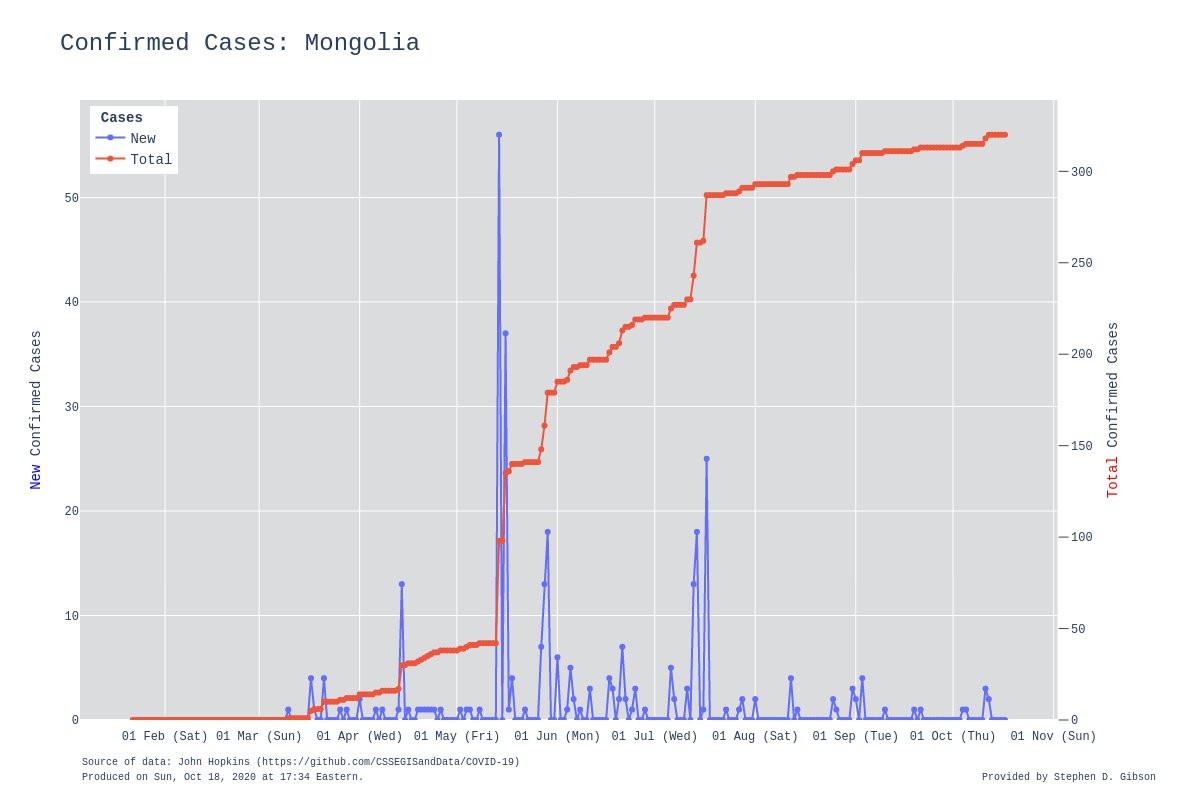 Confirmed Cases: Mongolia
Cases
New
Total
50
40
30
20
10
0
300
250
200
150
100
50
0
New Confirmed Cases
Total Confirmed Cases
01 Feb (Sat) 01 Mar (Sun) 01 Apr (Wed) 01 May (Fri) 01 Jun (Mon) 01 Jul (Wed) 01 Aug (Sat) 01 Sep (Tue) 01 Oct (Thu) 01 Nov (Sun)
Source of data: John Hopkins (https://github.com/CSSEGISandData/COVID-19)
Produced on Sun, Oct 18, 2020 at 17:34 Eastern.
Provided by Stephen D. Gibson